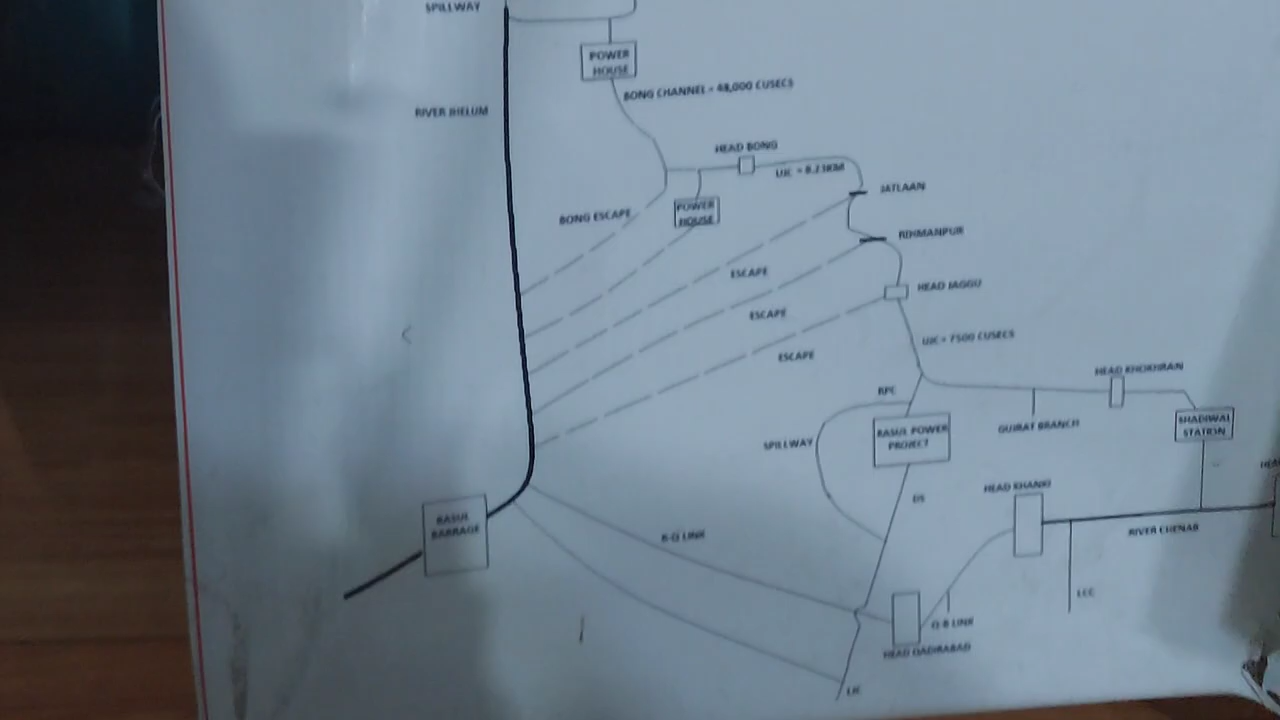 SPILLWAY
POWER
HOUSE
BONG CHANNEL = 48,000 CUSECS
RIVER JHELUM
HEAD BONG
UJC = 8.23KM
JATLAAN
BONG ESCAPE
POWER
HOUSE
REHMANPUR
ESCAPE
HEAD JAGGU
ESCAPE
UJC = 7500 CUSECS
ESCAPE
HEAD KHOKHRAIN
RPC
GUJRAT BRANCH
SHADIWAL
STATION
RASUL POWER
PROJECT
SPILLWAY
HEAD KHANKI
DS
RASUL
BARRAGE
R-Q LINK
RIVER CHENAB
LCC
Q-B LINK
HEAD QADIRABAD
LJC